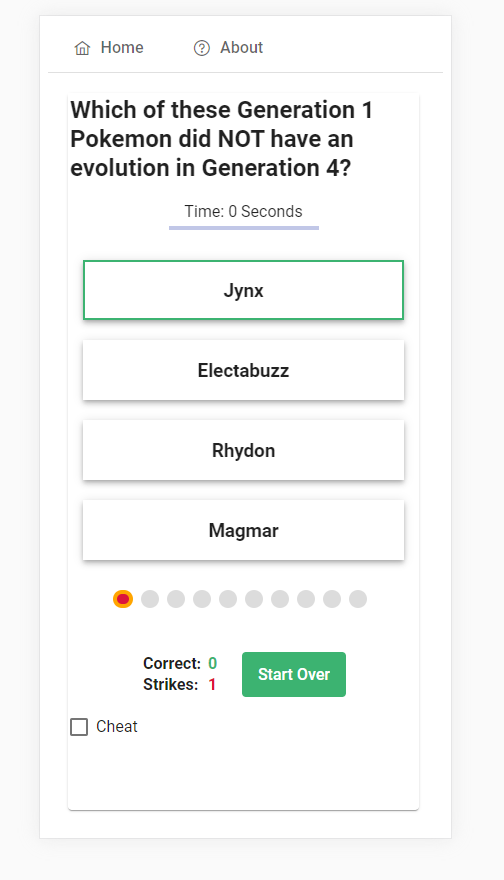 Home About
Which of these Generation 1
Pokemon did NOT have an
evolution in Generation 4?
Time: 0 Seconds
Jynx
Electabuzz
Rhydon
Magmar
Correct: 0
Strikes: 1
Start Over
Cheat